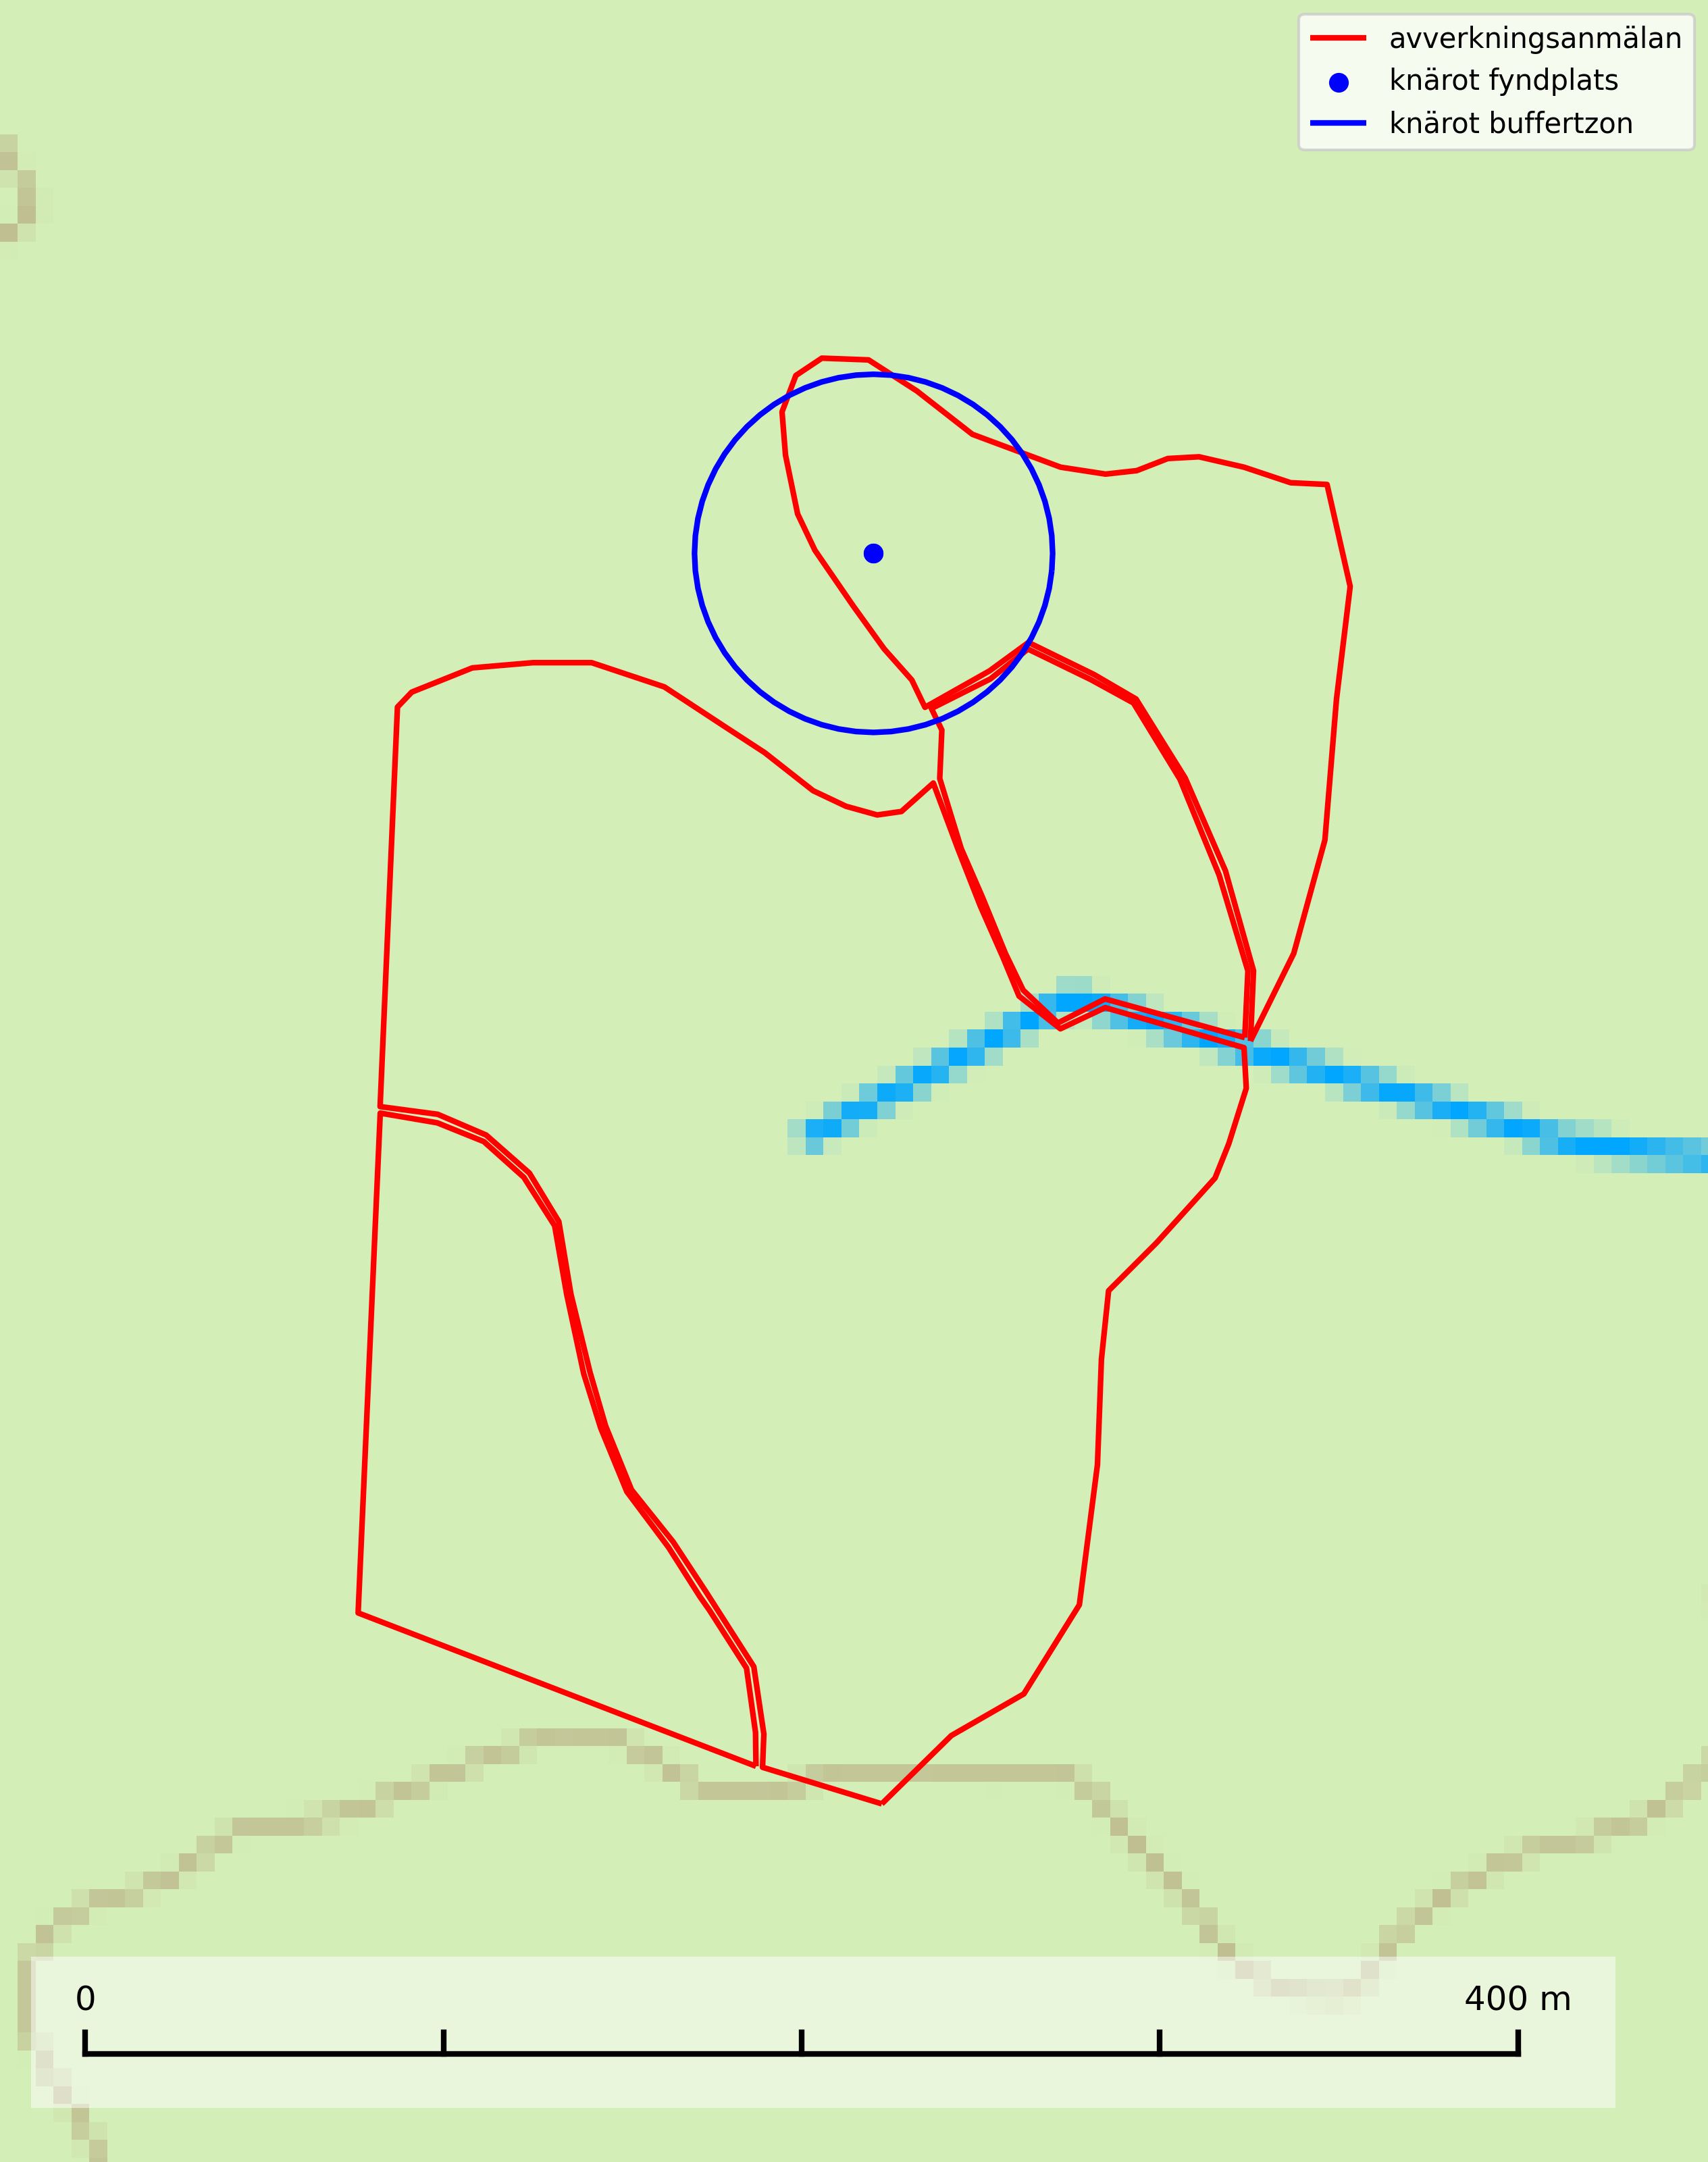 avverkningsanmälan
knärot fyndplats
knärot buffertzon
0
400 m